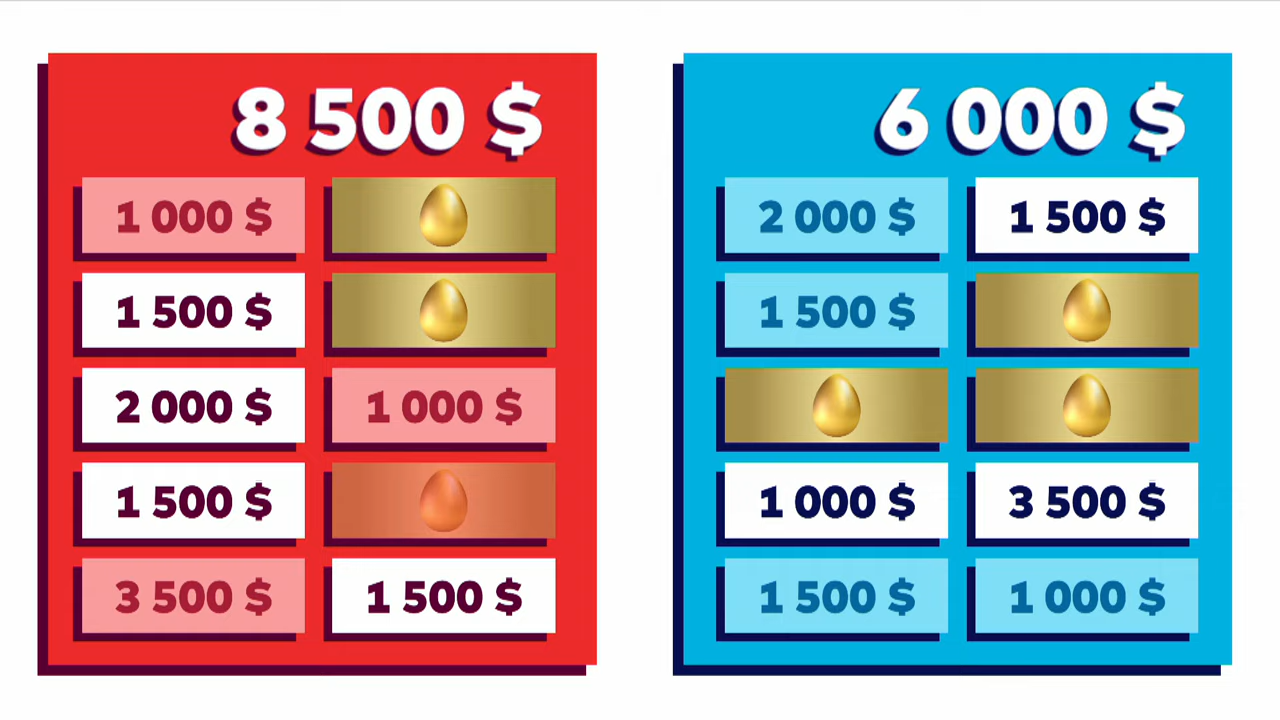 8 500 $
1 000 $
1 500 $
2 000 $ 1 000 $
1 500 $
3 500 $ 1 500 $
6 000 $
2 000 $ 1 500 $
1 500 $
1 000 $ 3 500 $
1 500 $ 1 000 $